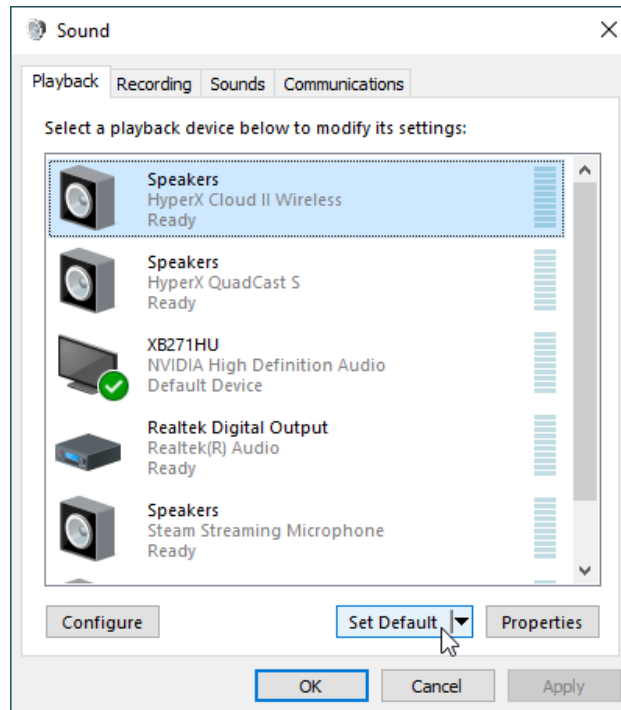 Sound
Playback Recording Sounds Communications
Select a playback device below to modify its settings:
Speakers
HyperX Cloud II Wireless
Ready
Speakers
HyperX QuadCast S
Ready
XB271HU
NVIDIA High Definition Audio
Default Device
Realtek Digital Output
Realtek(R) Audio
Ready
Speakers
Steam Streaming Microphone
Ready
Configure Set Default Properties
OK Cancel Apply